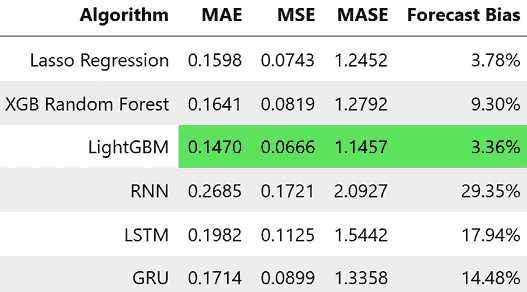 Algorithm MAE MSE MASE Forecast Bias
Lasso Regression 0.1598 0.0743 1.2452 3.78%
XGB Random Forest 0.1641 0.0819 1.2792 9.30%
LightGBM 0.1470 0.0666 1.1457 3.36%
RNN 0.2685 0.1721 2.0927 29.35%
LSTM 0.1982 0.1125 1.5442 17.94%
GRU 0.1714 0.0899 1.3358 14.48%